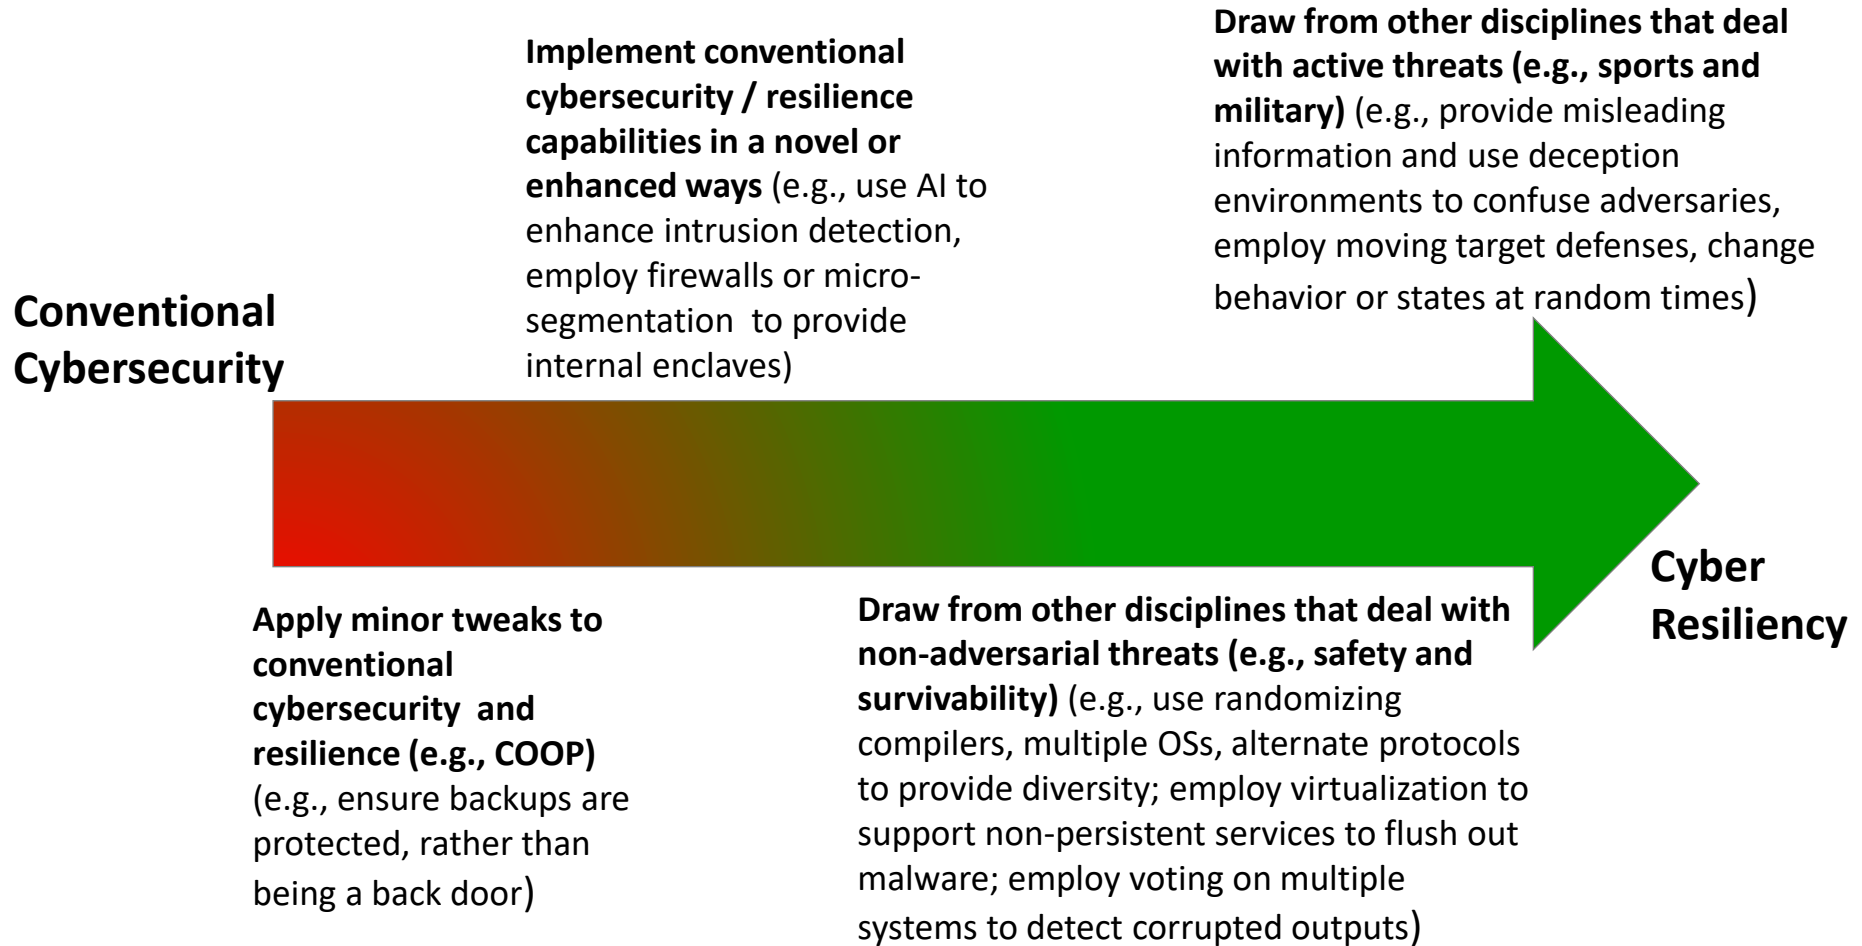 Conventional
Cybersecurity
Apply minor tweaks to
conventional
cybersecurity  and
resilience (e.g., COOP)
(e.g., ensure backups are
protected, rather than
being a back door)
Implement conventional
cybersecurity / resilience
capabilities in a novel or
enhanced ways (e.g., use AI to
enhance intrusion detection,
employ firewalls or micro-
segmentation  to provide
internal enclaves)
Draw from other disciplines that deal with
non-adversarial threats (e.g., safety and
survivability) (e.g., use randomizing
compilers, multiple OSs, alternate protocols
to provide diversity; employ virtualization to
support non-persistent services to flush out
malware; employ voting on multiple
systems to detect corrupted outputs)
Draw from other disciplines that deal
with active threats (e.g., sports and
military) (e.g., provide misleading
information and use deception
environments to confuse adversaries,
employ moving target defenses, change
behavior or states at random times)
Cyber
Resiliency